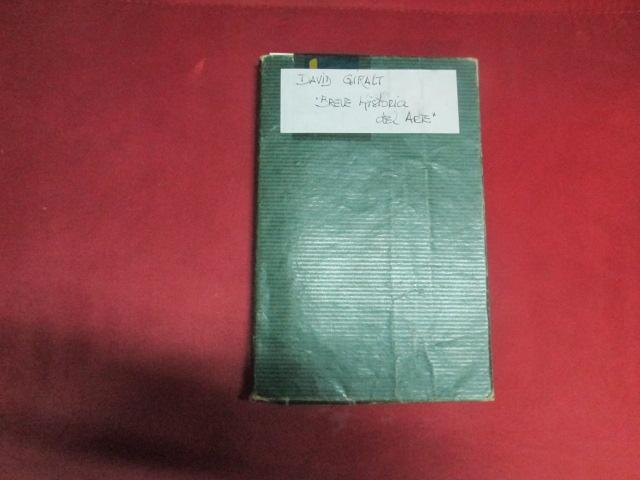 DAVID GIRALT
"BREVE HISTORIA
del ARTE"